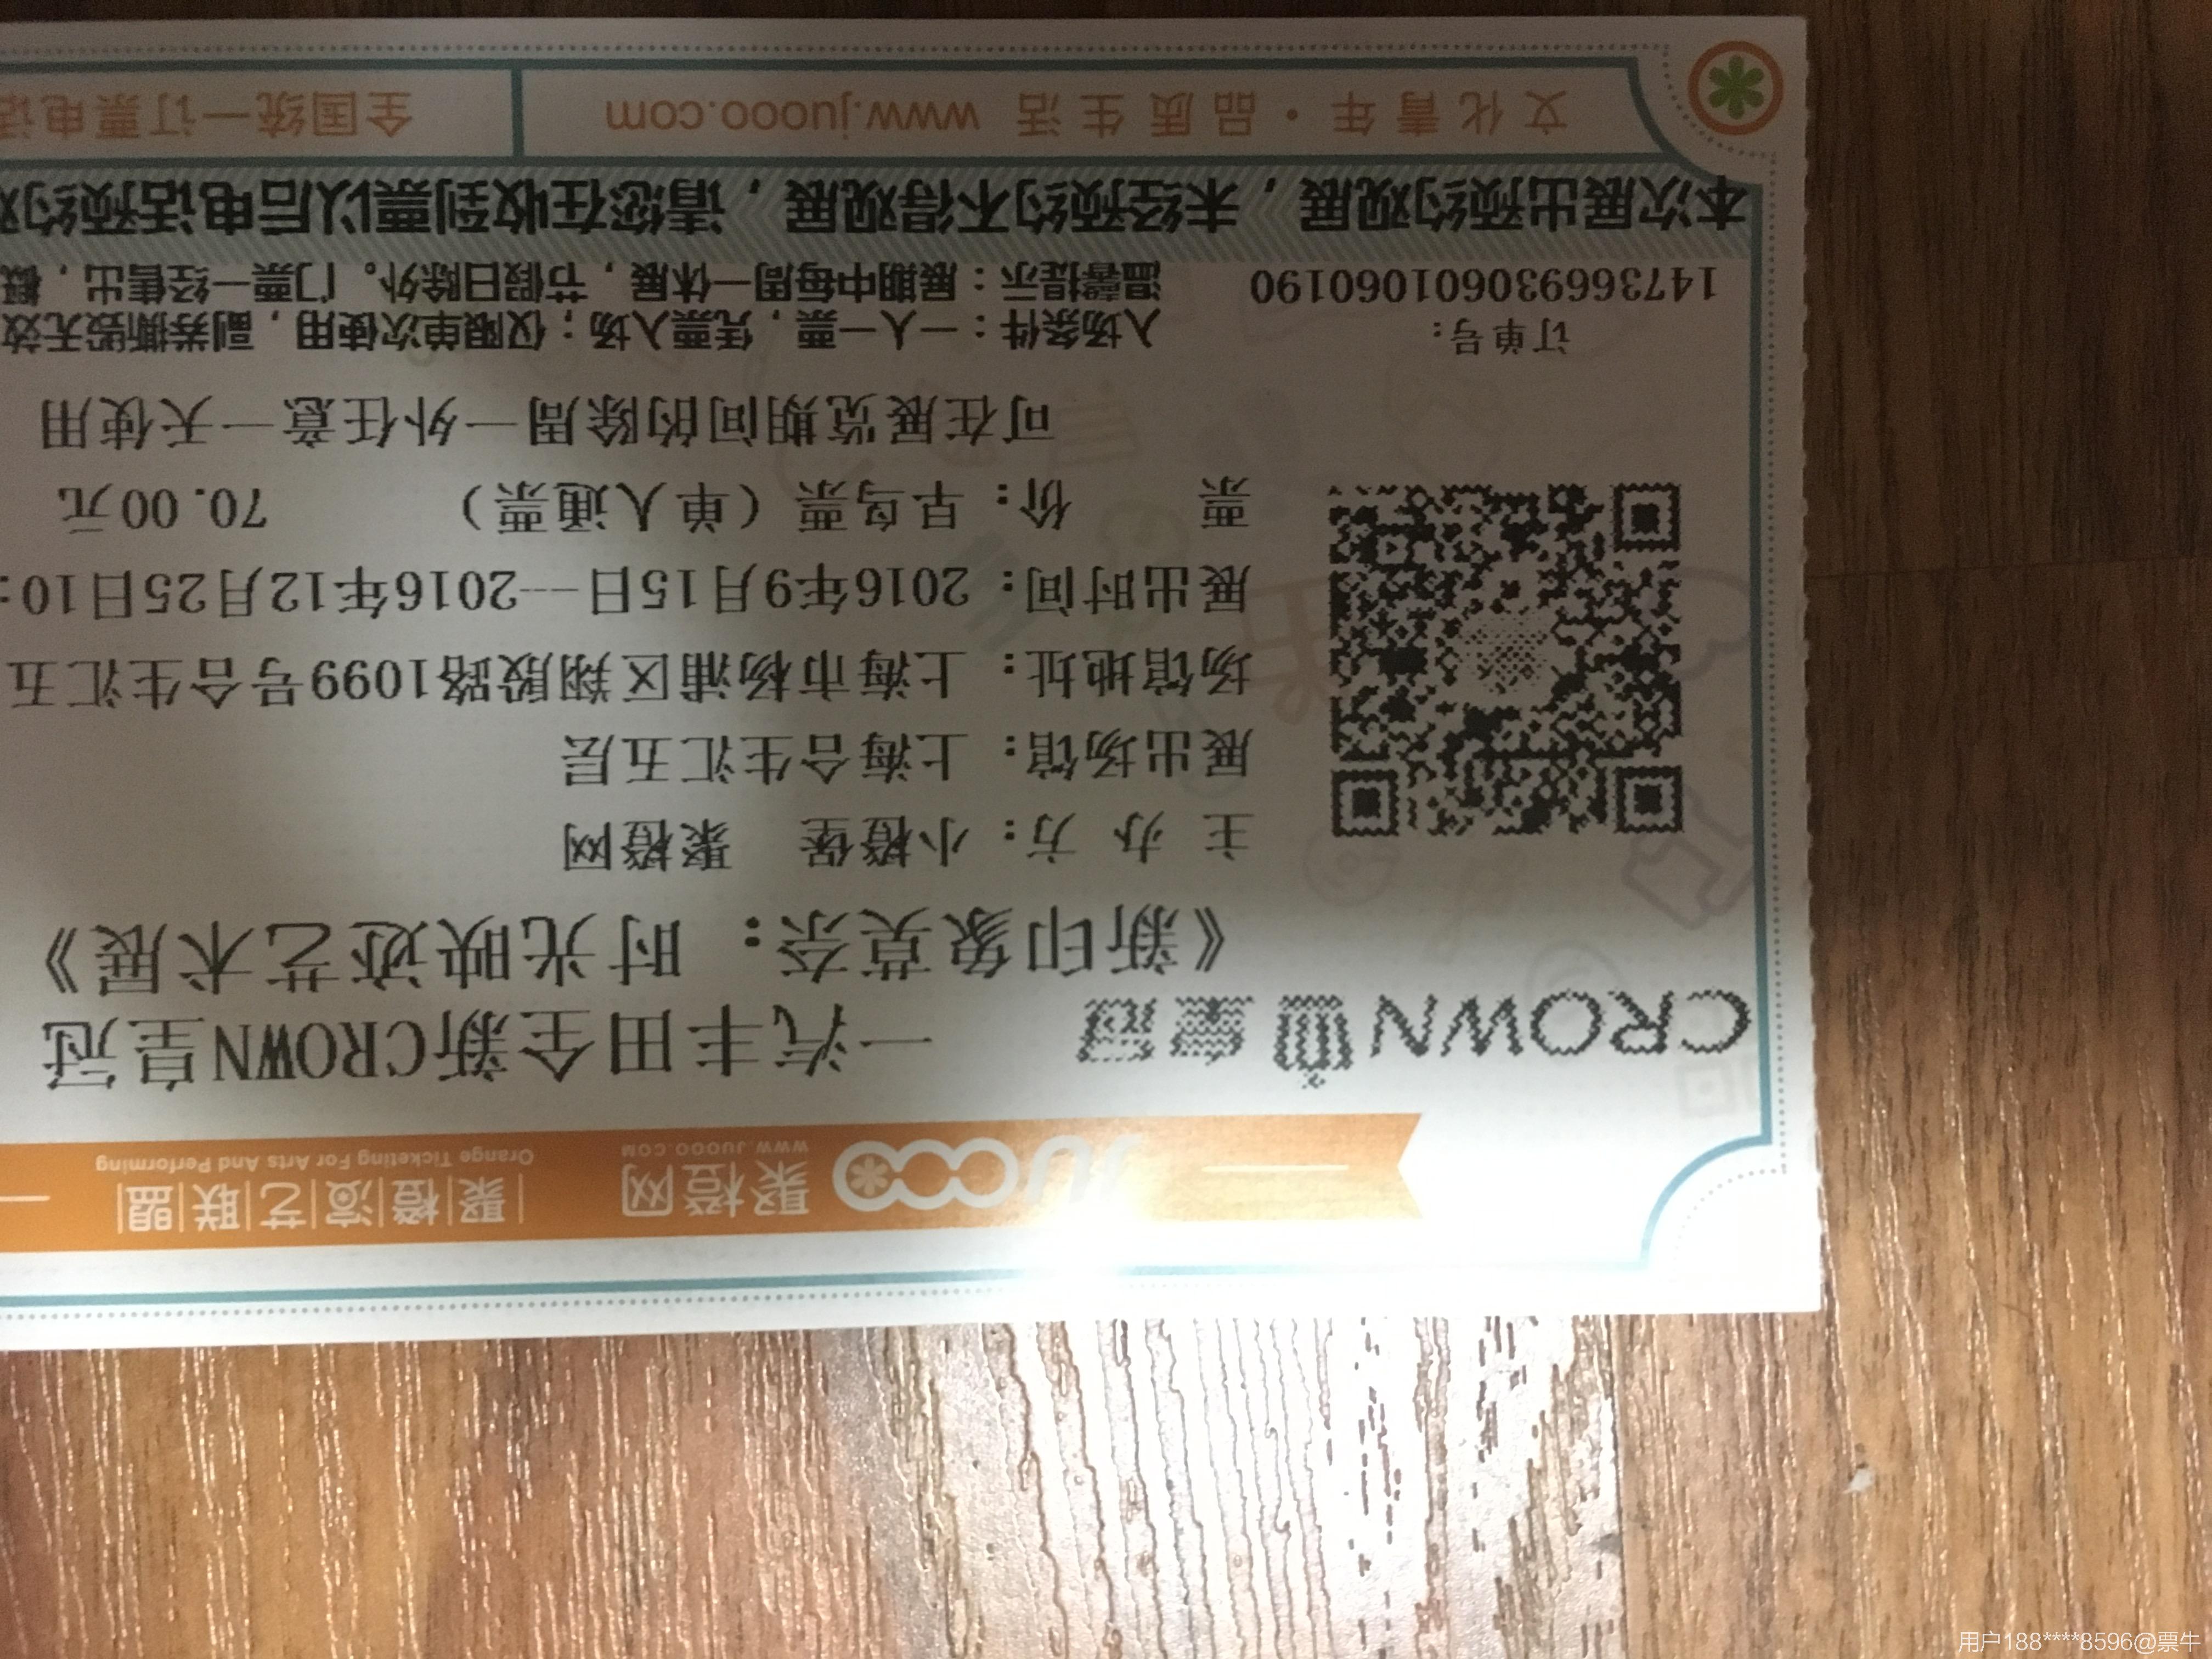 JUOOO 聚橙网 WWW.JUOOO.COM
聚橙演艺联盟
Orange Ticketing For Arts And Performing
CROWN 皇冠
一汽丰田全新CROWN皇冠
《新印象莫奈：时光映迹艺术展》
主 办 方：小橙堡 聚橙网
展出场馆：上海合生汇五层
场馆地址：上海市杨浦区翔殷路1099号合生汇五
展出时间：2016年9月15日---2016年12月25日10:
票 价：早鸟票（单人通票） 70.00元
可在展览期间的除周一外任意一天使用
订单号：
1473669306010601060190
入场条件：一人一票，凭票入场；仅限单次使用，副券撕毁无效
温馨提示：展期中每周一休展，节假日除外。门票一经售出，概
本次展出预约观展，未经预约不得观展，请您在收到票以后电话预约观
文化青年·品质生活 www.juooo.com
全国统一订票电话
用户188****8596@票牛